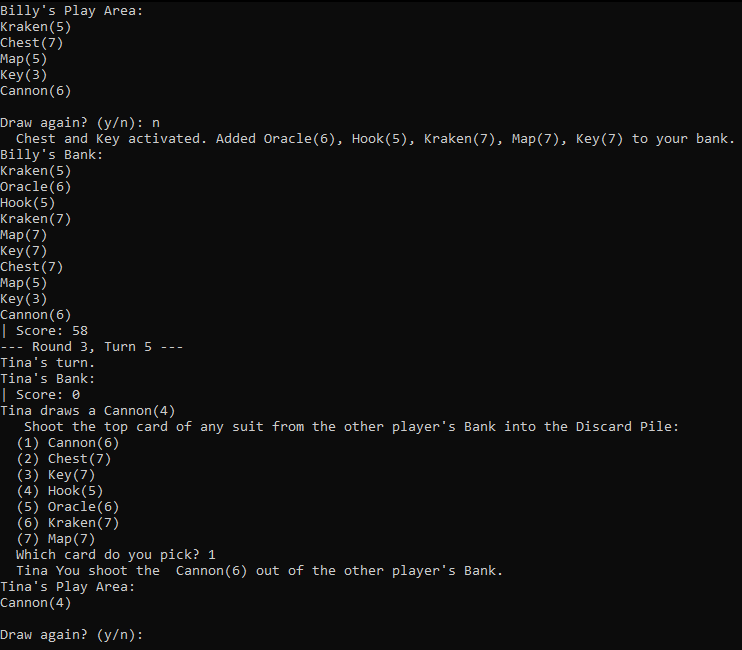 Billy's Play Area:
Kraken(5)
Chest(7)
Map(5)
Key(3)
Cannon(6)
Draw again? (y/n): n
Chest and Key activated. Added Oracle(6), Hook(5), Kraken(7), Map(7), Key(7) to your bank.
Billy's Bank:
Kraken(5)
Oracle(6)
Hook(5)
Kraken(7)
Map(7)
Key(7)
Chest(7)
Map(5)
Key(3)
Cannon(6)
| Score: 58
--- Round 3, Turn 5 ---
Tina's turn.
Tina's Bank:
| Score: 0
Tina draws a Cannon(4)
Shoot the top card of any suit from the other player's Bank into the Discard Pile:
(1) Cannon(6)
(2) Chest(7)
(3) Key(7)
(4) Hook(5)
(5) Oracle(6)
(6) Kraken(7)
(7) Map(7)
Which card do you pick? 1
Tina You shoot the  Cannon(6) out of the other player's Bank.
Tina's Play Area:
Cannon(4)
Draw again? (y/n):